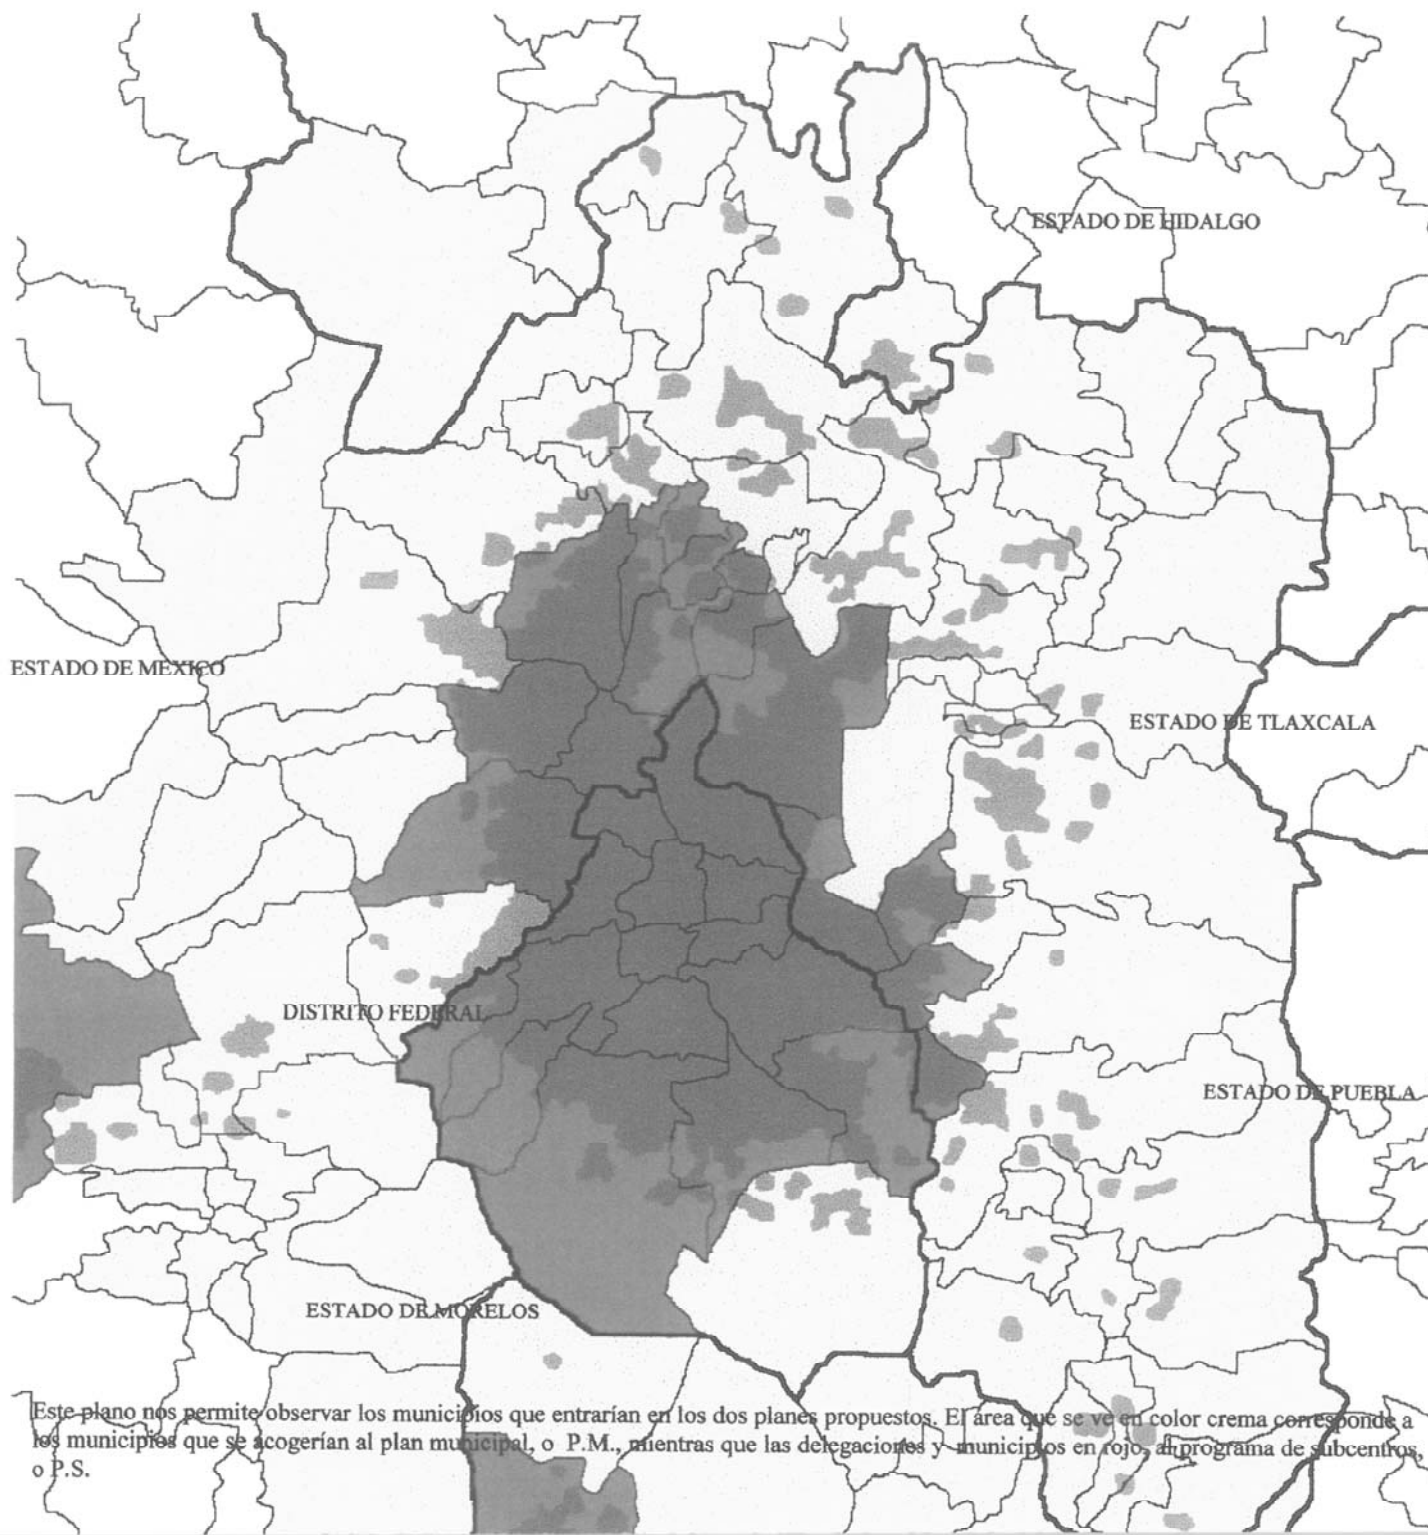 ESTADO DE HIDALGO
ESTADO DE MEXICO
ESTADO DE TLAXCALA
DISTRITO FEDERAL
ESTADO DE PUEBLA
ESTADO DE MORELOS
Este plano nos permite observar los municipios que entrarían en los dos planes propuestos. El área que se ve en color crema corresponde a
los municipios que se acogerían al plan municipal, o P.M., mientras que las delegaciones y municipios en rojo, al programa de subcentros,
o P.S.